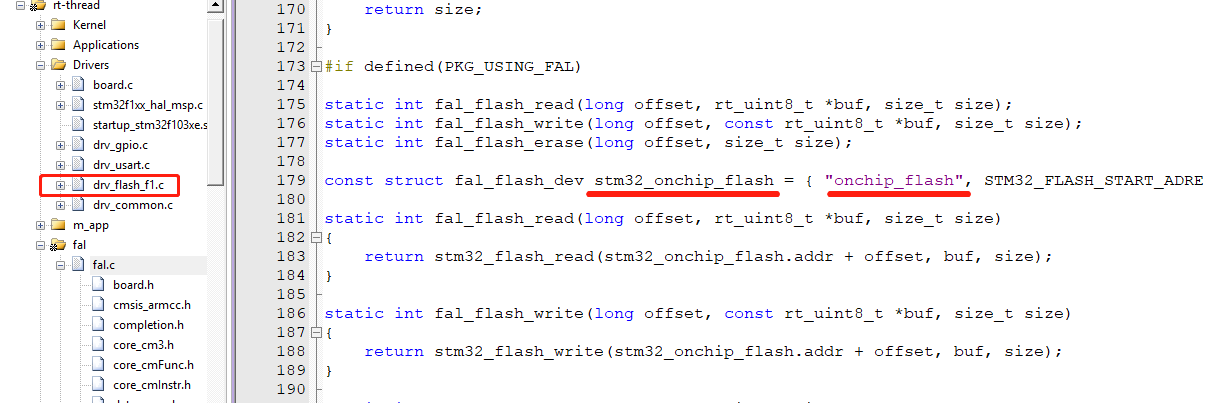 rt-thread
Kernel
Applications
Drivers
board.c
stm32f1xx_hal_msp.c
startup_stm32f103xe.s
drv_gpio.c
drv_usart.c
drv_flash_f1.c
drv_common.c
m_app
fal
fal.c
board.h
cmsis_armcc.h
completion.h
core_cm3.h
core_cmFunc.h
core_cmInstr.h
170 return size;
171 }
172
173 #if defined(PKG_USING_FAL)
174
175 static int fal_flash_read(long offset, rt_uint8_t *buf, size_t size);
176 static int fal_flash_write(long offset, const rt_uint8_t *buf, size_t size);
177 static int fal_flash_erase(long offset, size_t size);
178
179 const struct fal_flash_dev stm32_onchip_flash = { "onchip_flash", STM32_FLASH_START_ADRE
180
181 static int fal_flash_read(long offset, rt_uint8_t *buf, size_t size)
182 {
183 return stm32_flash_read(stm32_onchip_flash.addr + offset, buf, size);
184 }
185
186 static int fal_flash_write(long offset, const rt_uint8_t *buf, size_t size)
187 {
188 return stm32_flash_write(stm32_onchip_flash.addr + offset, buf, size);
189 }
190